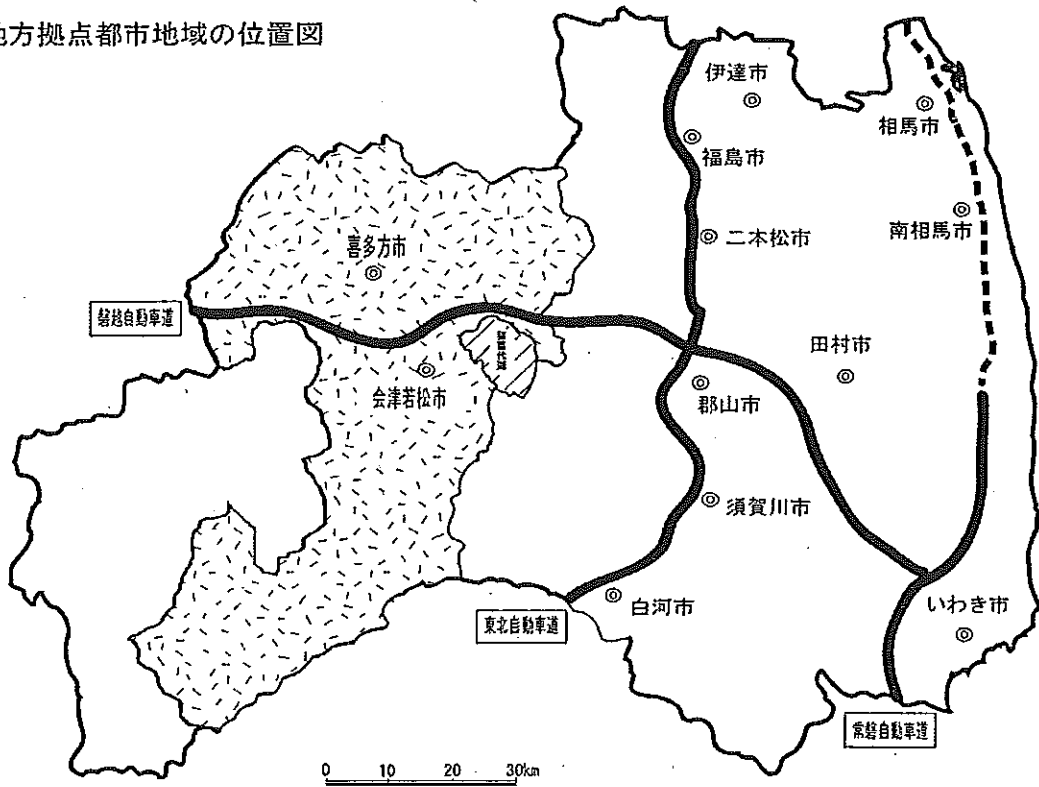 方拠点都市地域の位置図
伊達市
相馬市
福島市
二本松市
南相馬市
喜多方市
磐越自動車道
猪苗代湖
田村市
会津若松市
郡山市
須賀川市
白河市
いわき市
東北自動車道
常磐自動車道
0 10 20 30km